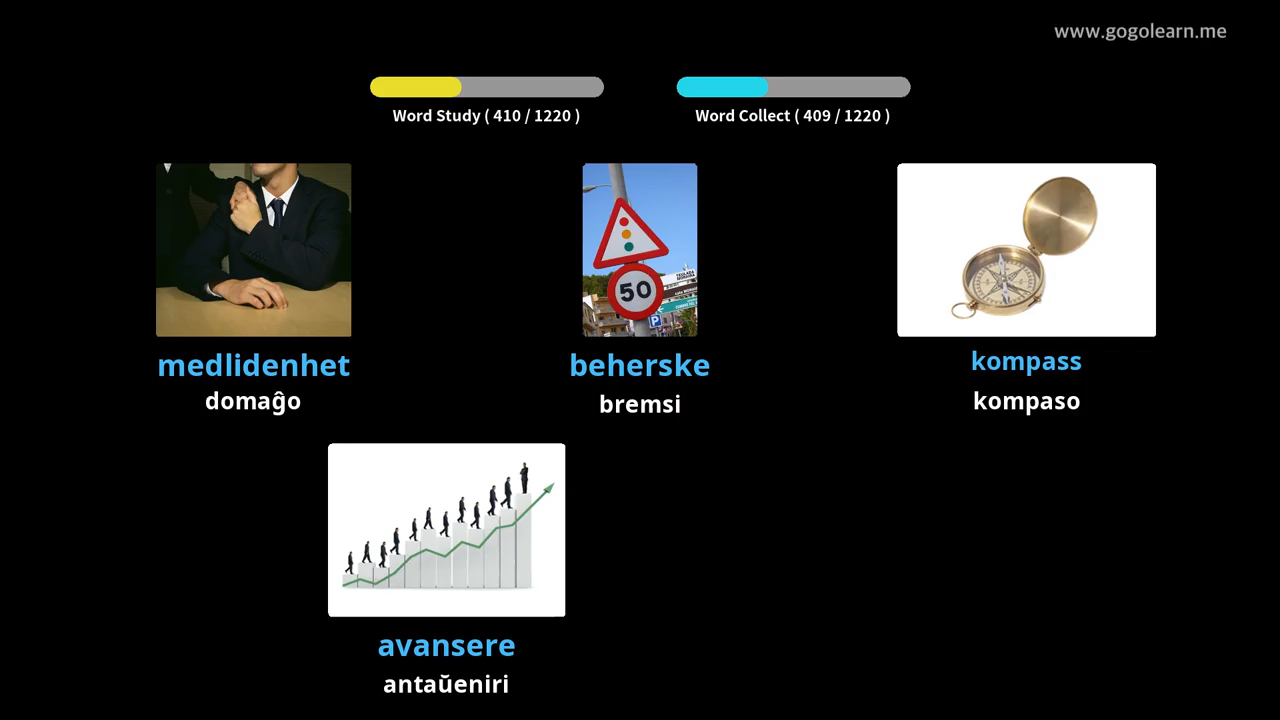 www.gogolearn.me
Word Study ( 410 / 1220 )
Word Collect ( 409 / 1220 )
50
P
medlidenhet
domaĝo
beherske
bremsi
kompass
kompaso
avansere
antaŭeniri